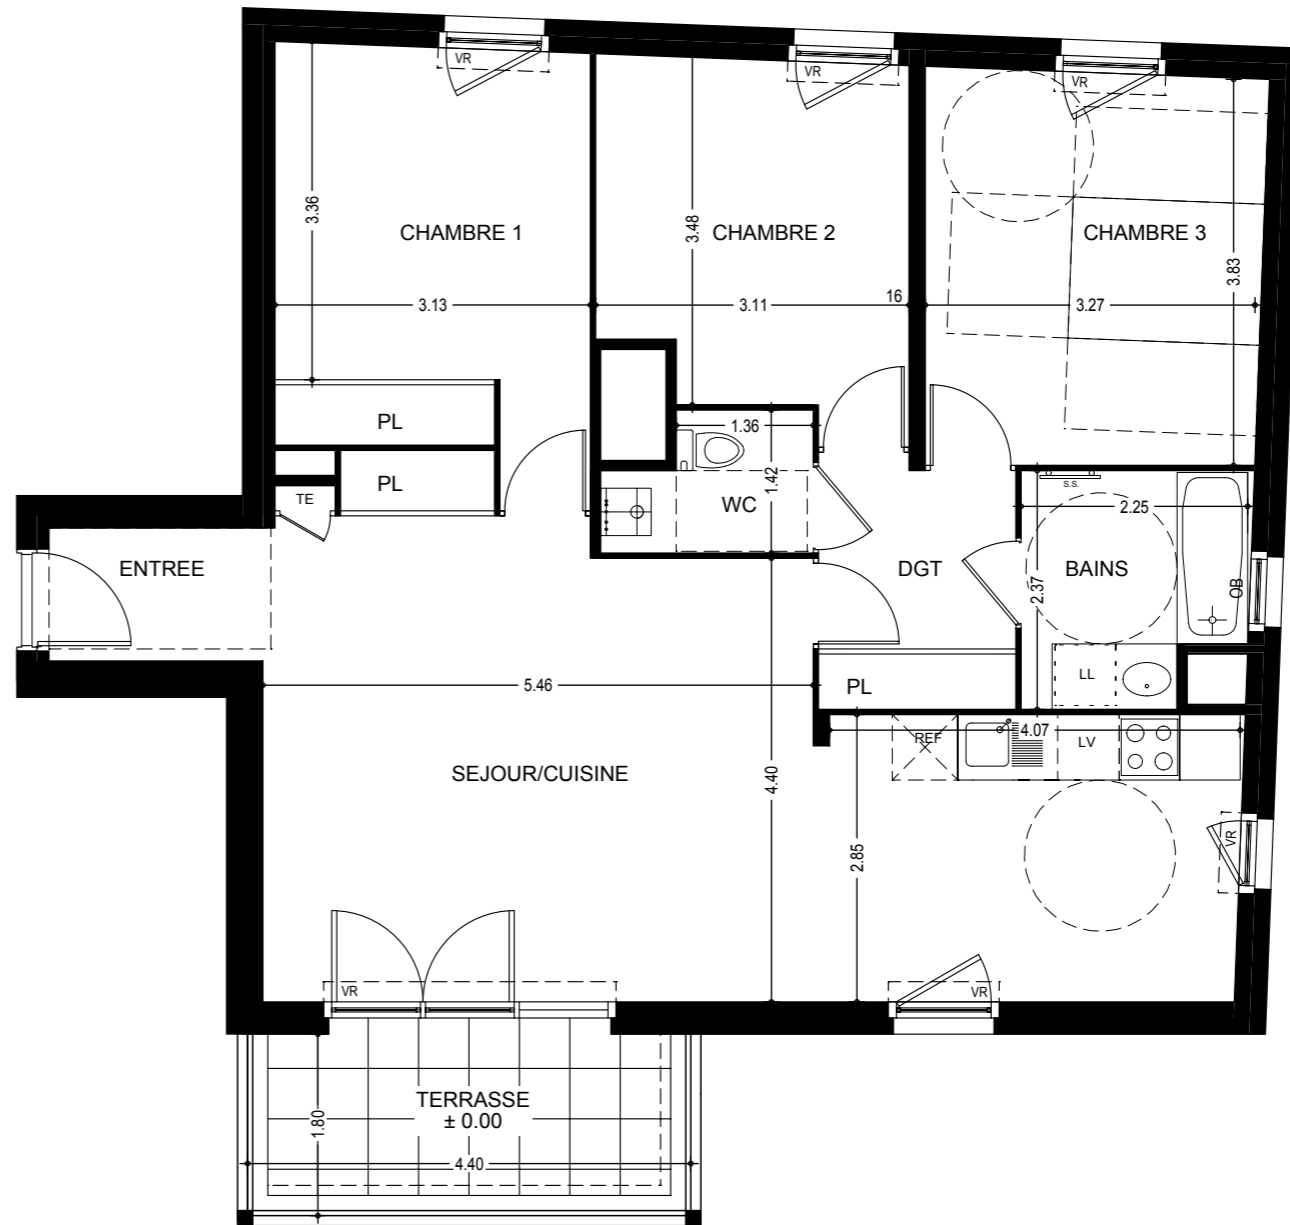 VR
VR
VR
3.36
3.48
CHAMBRE 1
CHAMBRE 2
CHAMBRE 3
3.83
3.13
3.11
16
3.27
PL
1.36
1.42
PL
TE
WC
S.S.
2.25
ENTREE
DGT
BAINS
2.37
OB
LL
5.46
PL
REF
4.07
LV
SEJOUR/CUISINE
4.40
2.85
VR
VR
VR
TERRASSE
± 0.00
1.80
4.40